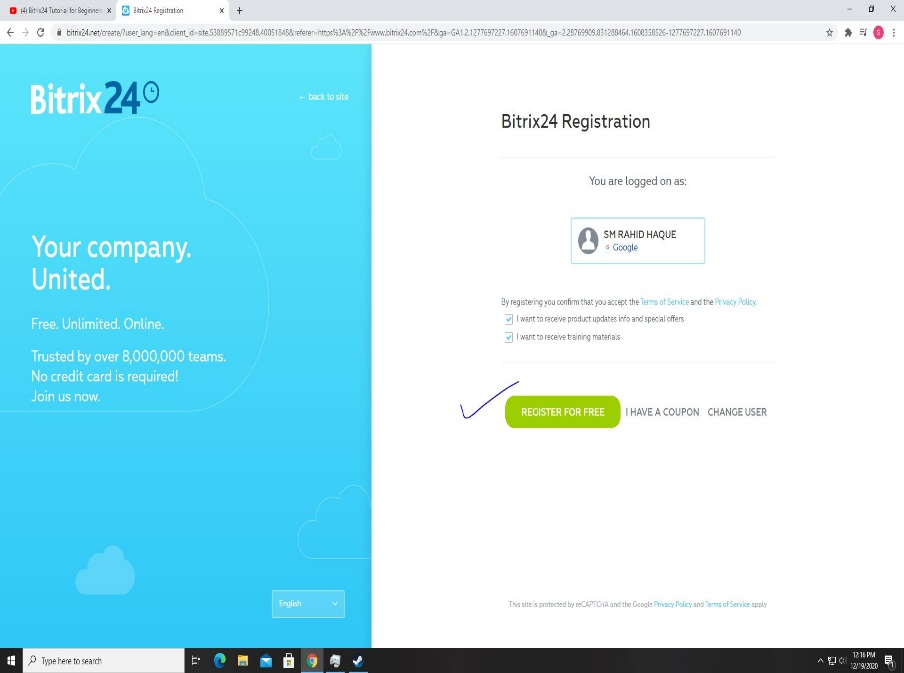 (4) Bitrix24 Tutorial for Beginners
Bitrix24 Registration
bitrix24.net/create/?user_lang=en&client_id=site.53889571c99248.40051848&referer=https%3A%2F%2Fwww.bitrix24.com%2F&ga=GA1.2.1277697227.1607691140&_ga=2.28769909.831288464.1608358526-1277697227.1607691140
S
Bitrix24
← back to site
Your company.
United.
Free. Unlimited. Online.
Trusted by over 8,000,000 teams.
No credit card is required!
Join us now.
English
Bitrix24 Registration
You are logged on as:
SM RAHID HAQUE
G Google
By registering you confirm that you accept the Terms of Service and the Privacy Policy.
I want to receive product updates info and special offers
I want to receive training materials
REGISTER FOR FREE I HAVE A COUPON CHANGE USER
This site is protected by reCAPTCHA and the Google Privacy Policy and Terms of Service apply
Type here to search
12:16 PM
12/19/2020